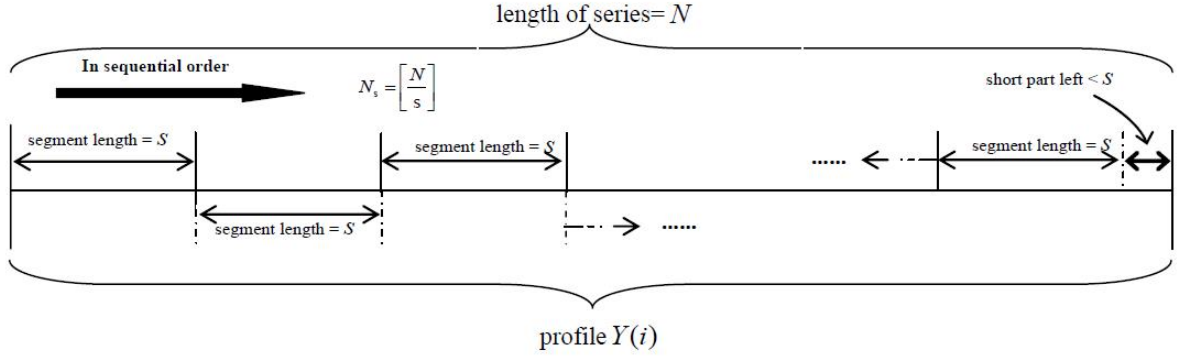 length of series= N
In sequential order
N_s = [N/s]
short part left < S
segment length = S
segment length = S
segment length = S
segment length = S
......
......
profile Y(i)